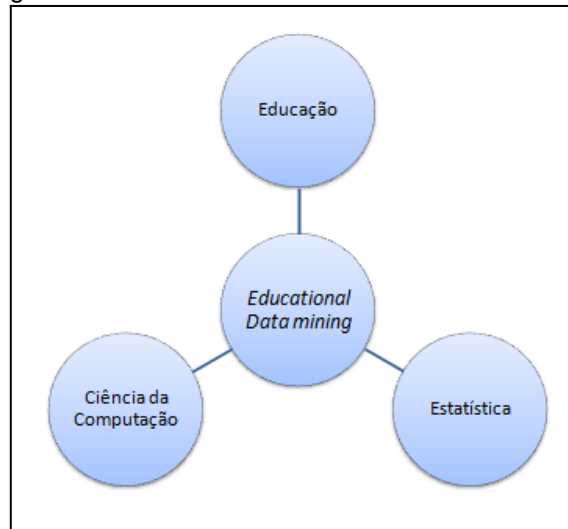 Educação
Educational
Data mining
Ciência da
Computação
Estatística